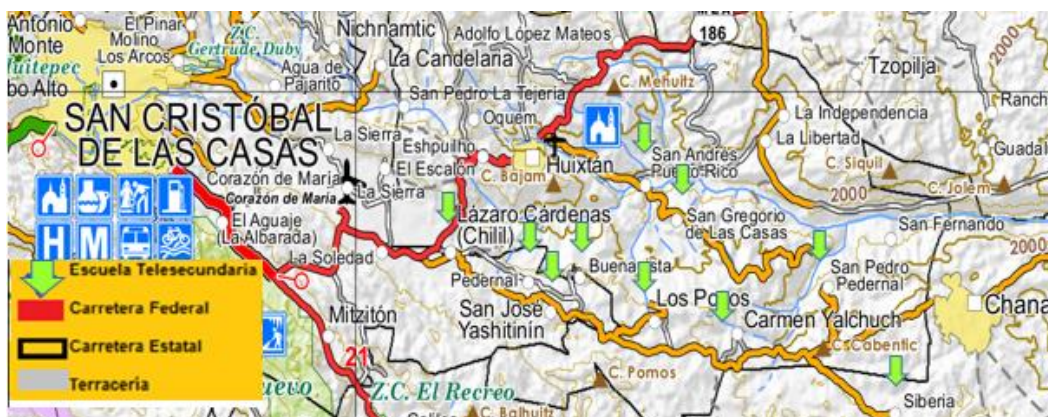 Antonio
El Pinar
Nichnamtic
Adolfo López Mateos
186
2000
Monte
Molino
Z.C.
Gertrude Duby
La Candelaria
Tzopilja
Huitepec
Los Arcos
Agua de
Pajarito
C. Mehuitz
bo Alto
San Pedro La Tejería
Ranch
Oquem
La Independencia
SAN CRISTÓBAL
DE LAS CASAS
La Sierra
Eshpuilho
La Libertad
Guadal
Huixtán
San Andrés
Puerto Rico
C. Siquil
El Escalón
C. Bajam
Corazón de María
Corazón de María
La Sierra
2000
C. Jolem
Lázaro Cárdenas
(Chilil)
San Gregorio
de Las Casas
San Fernando
El Aguaje
(La Albarada)
H M
La Soledad
Buenavista
2000
Pedernal
San Pedro
Pedernal
Escuela Telesecundaria
Carretera Federal
Los Pozos
Chana
Mitzitón
San José
Yashitinín
Carmen Yalchuch
Carretera Estatal
21
C. Cabentic
Terracería
C. Pomos
uevo
Z.C. El Recreo
Siberia
C. Balhuitz